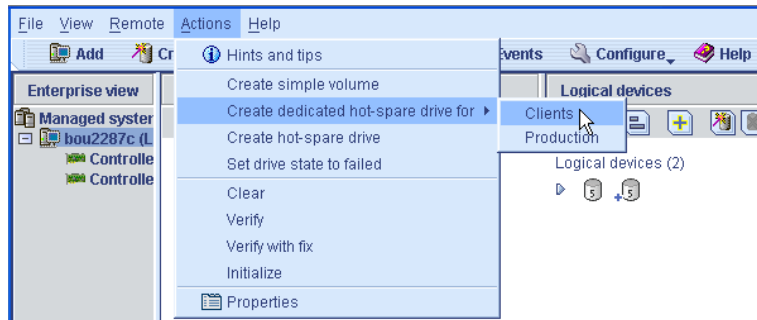 File View Remote Actions Help
Add Cr Hints and tips Events Configure Help
Enterprise view Create simple volume Logical devices
Managed syster Create dedicated hot-spare drive for Clients
bou2287c (L Create hot-spare drive Production
Controlle Set drive state to failed Logical devices (2)
Controlle Clear 5 5
Verify
Verify with fix
Initialize
Properties